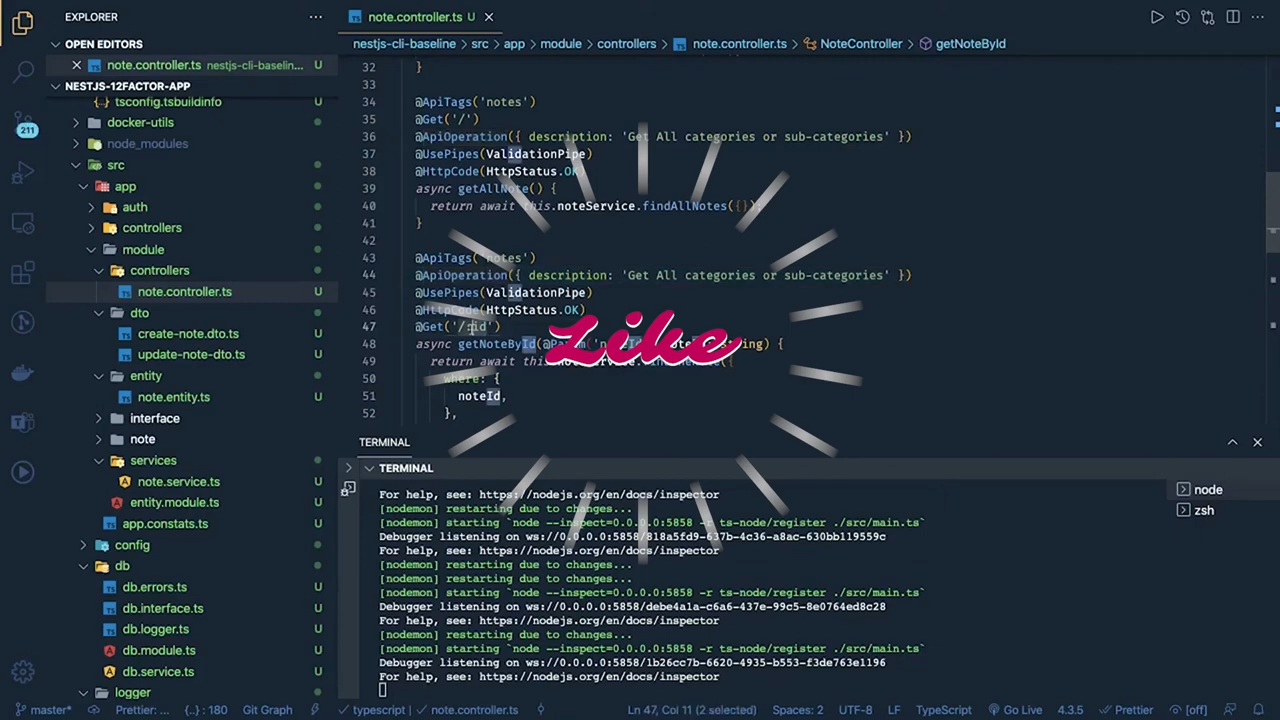 EXPLORER
OPEN EDITORS
note.controller.ts nestjs-cli-baselin... U
NESTJS-12FACTOR-APP
tsconfig.tsbuildinfo U
docker-utils
node_modules
src
app
auth
controllers
module
controllers
note.controller.ts U
dto
create-note.dto.ts U
update-note-dto.ts U
entity
note.entity.ts U
interface
note
services
note.service.ts U
entity.module.ts U
app.constats.ts U
config
db
db.errors.ts U
db.interface.ts U
db.logger.ts U
db.module.ts U
db.service.ts U
logger
211
note.controller.ts U
nestjs-cli-baseline > src > app > module > controllers > note.controller.ts > NoteController > getNoteById
32 }
33
34 @ApiTags('notes')
35 @Get('/')
36 @ApiOperation({ description: 'Get All categories or sub-categories' })
37 @UsePipes(ValidationPipe)
38 @HttpCode(HttpStatus.OK)
39 async getAllNote() {
40 return await this.noteService.findAllNotes({});
41 }
42
43 @ApiTags('notes')
44 @ApiOperation({ description: 'Get All categories or sub-categories' })
45 @UsePipes(ValidationPipe)
46 @HttpCode(HttpStatus.OK)
47 @Get('/:id')
48 async getNoteById(@Param(
49 return await this.
50 where: {
51 noteId,
52 },
Like
TERMINAL
TERMINAL
For help, see: https://nodejs.org/en/docs/inspector
[nodemon] restarting due to changes...
[nodemon] starting `node --inspect=0.0.0.0:5858 -r ts-node/register ./src/main.ts`
Debugger listening on ws://0.0.0.0:5858/818a5fd9-637b-4c36-a8ac-630bb119559c
For help, see: https://nodejs.org/en/docs/inspector
[nodemon] restarting due to changes...
[nodemon] restarting due to changes...
[nodemon] starting `node --inspect=0.0.0.0:5858 -r ts-node/register ./src/main.ts`
Debugger listening on ws://0.0.0.0:5858/debe4a1a-c6a6-437e-99c5-8e0764ed8c28
For help, see: https://nodejs.org/en/docs/inspector
[nodemon] restarting due to changes...
[nodemon] starting `node --inspect=0.0.0.0:5858 -r ts-node/register ./src/main.ts`
Debugger listening on ws://0.0.0.0:5858/1b26cc7b-6620-4935-b553-f3de763e1196
For help, see: https://nodejs.org/en/docs/inspector
node
zsh
master* Prettier: ... {..} : 180 Git Graph typescript | note.controller.ts Ln 47, Col 11 (2 selected) Spaces: 2 UTF-8 LF TypeScript Go Live 4.3.5 Prettier [off]